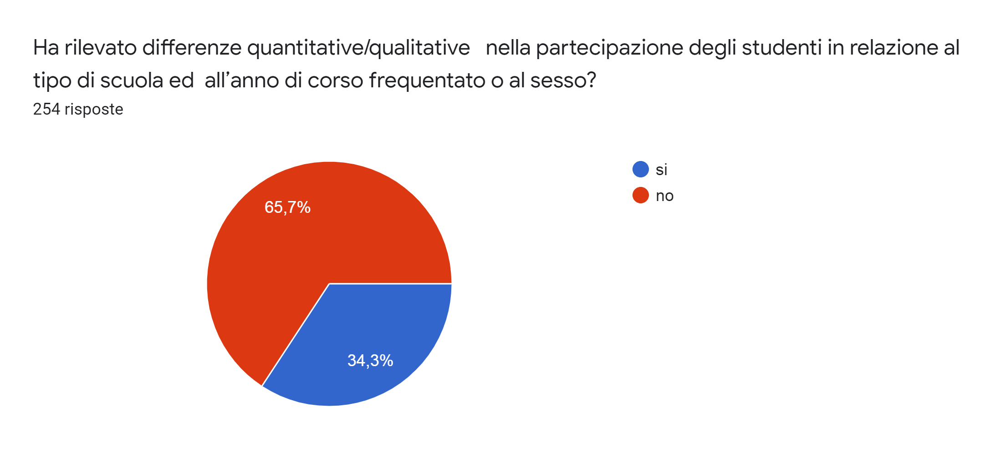 Ha rilevato differenze quantitative/qualitative   nella partecipazione degli studenti in relazione al
tipo di scuola ed  all’anno di corso frequentato o al sesso?
254 risposte
si
no
65,7%
34,3%